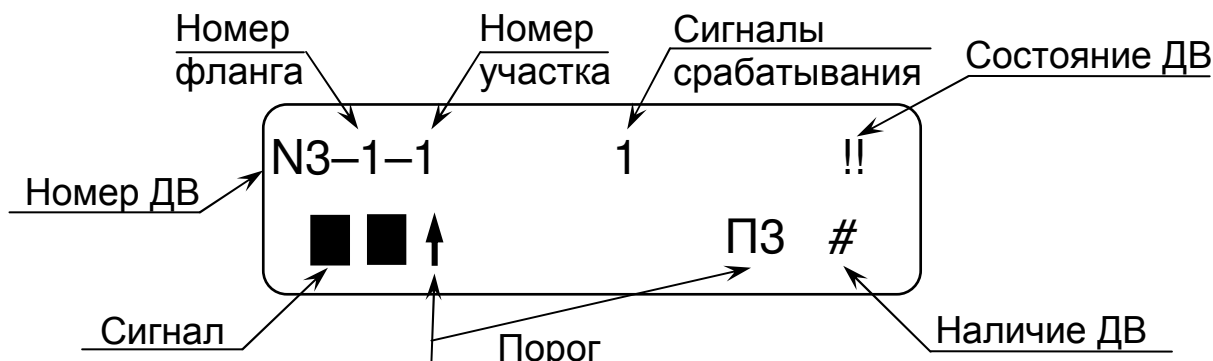 Номер фланга
Номер участка
Сигналы срабатывания
Состояние ДВ
N3–1–1 1 !!
Номер ДВ
П3 #
Сигнал
Порог
Наличие ДВ